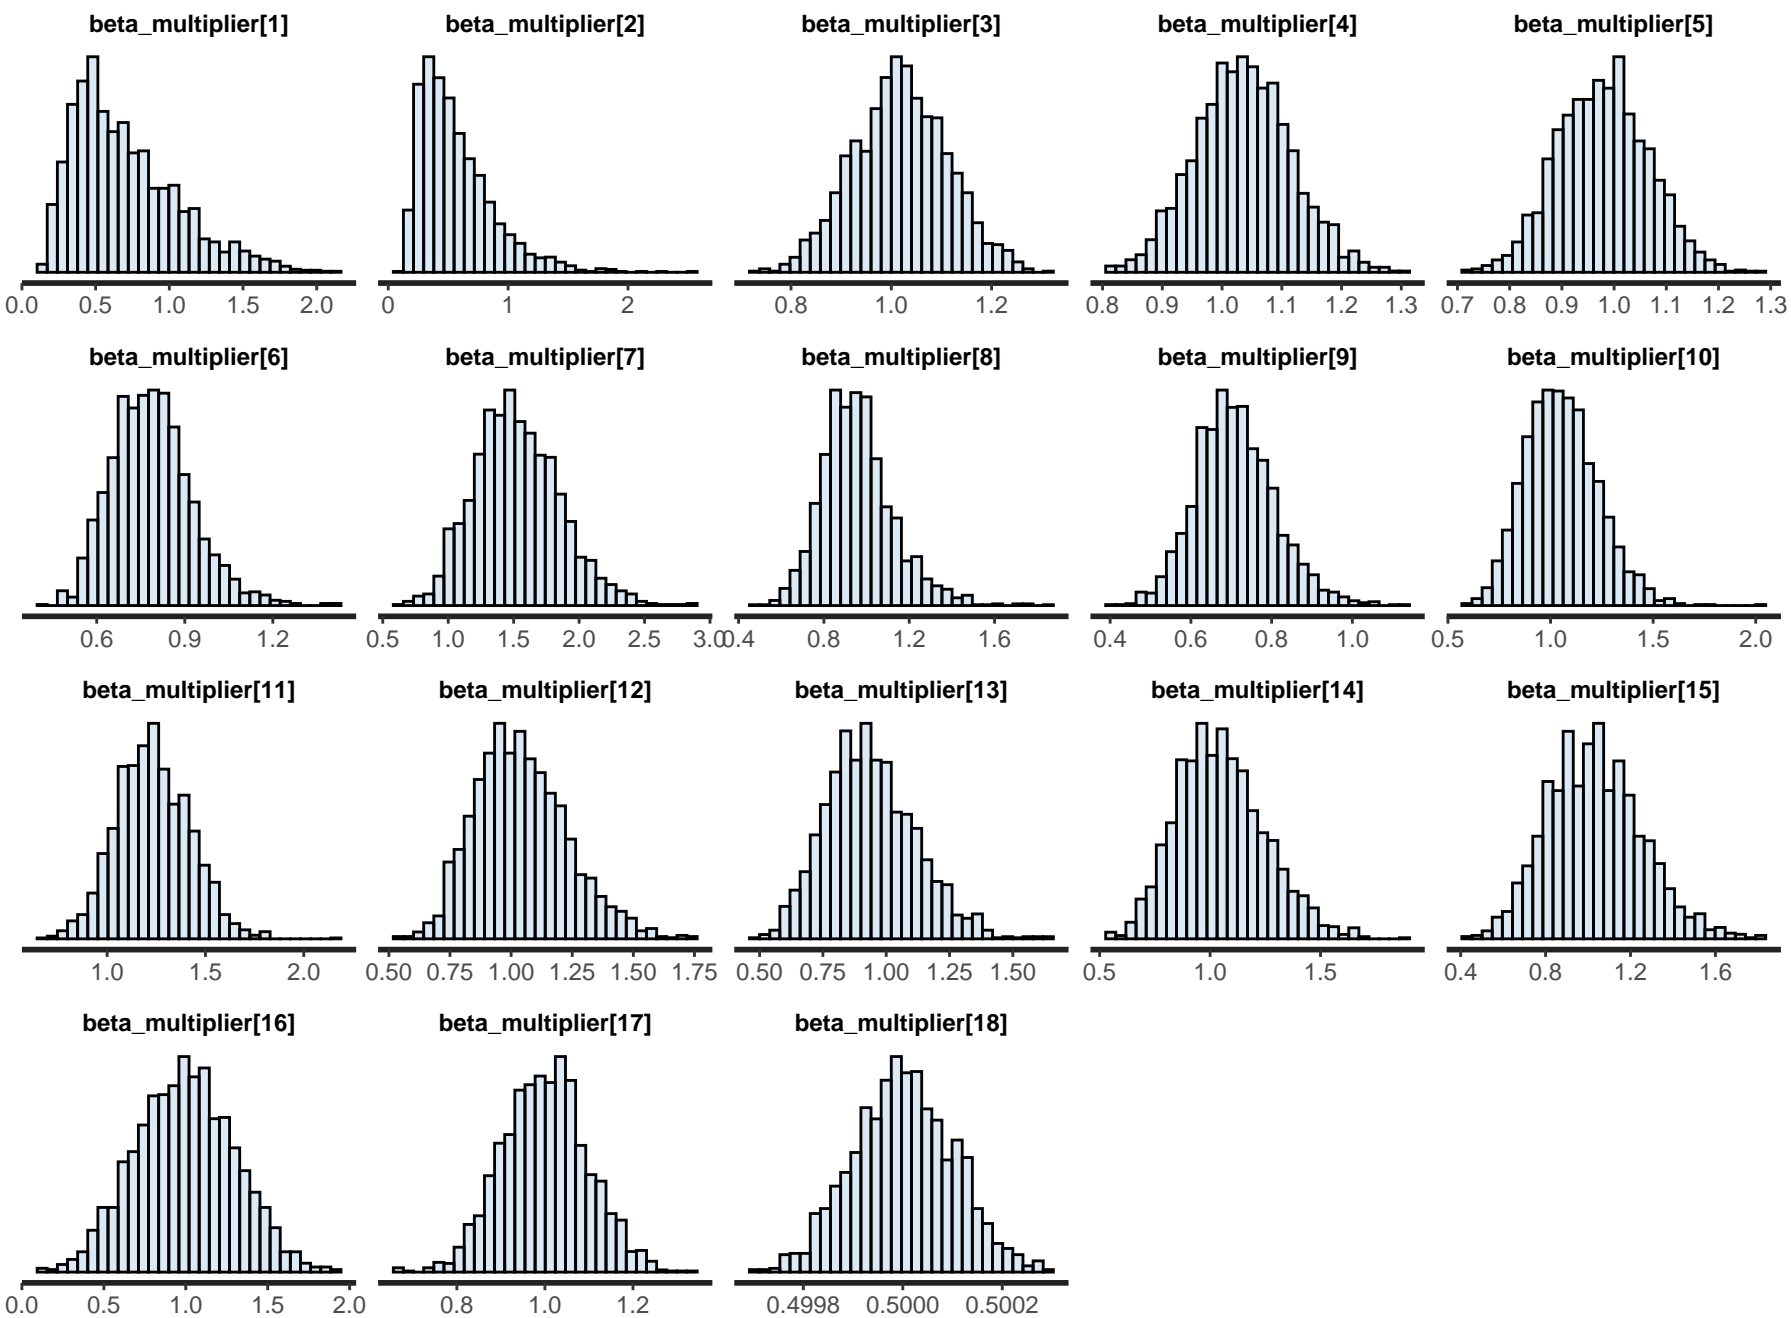 beta_multiplier[1] beta_multiplier[2] beta_multiplier[3] beta_multiplier[4] beta_multiplier[5]
0.0 0.5 1.0 1.5 2.0 0 1 2 0.8 1.0 1.2 0.8 0.9 1.0 1.1 1.2 1.3 0.7 0.8 0.9 1.0 1.1 1.2 1.3
beta_multiplier[6] beta_multiplier[7] beta_multiplier[8] beta_multiplier[9] beta_multiplier[10]
0.6 0.9 1.2 0.5 1.0 1.5 2.0 2.5 3.0 0.4 0.8 1.2 1.6 0.4 0.6 0.8 1.0 0.5 1.0 1.5 2.0
beta_multiplier[11] beta_multiplier[12] beta_multiplier[13] beta_multiplier[14] beta_multiplier[15]
1.0 1.5 2.0 0.50 0.75 1.00 1.25 1.50 1.75 0.50 0.75 1.00 1.25 1.50 0.5 1.0 1.5 0.4 0.8 1.2 1.6
beta_multiplier[16] beta_multiplier[17] beta_multiplier[18]
0.0 0.5 1.0 1.5 2.0 0.8 1.0 1.2 0.4998 0.5000 0.5002